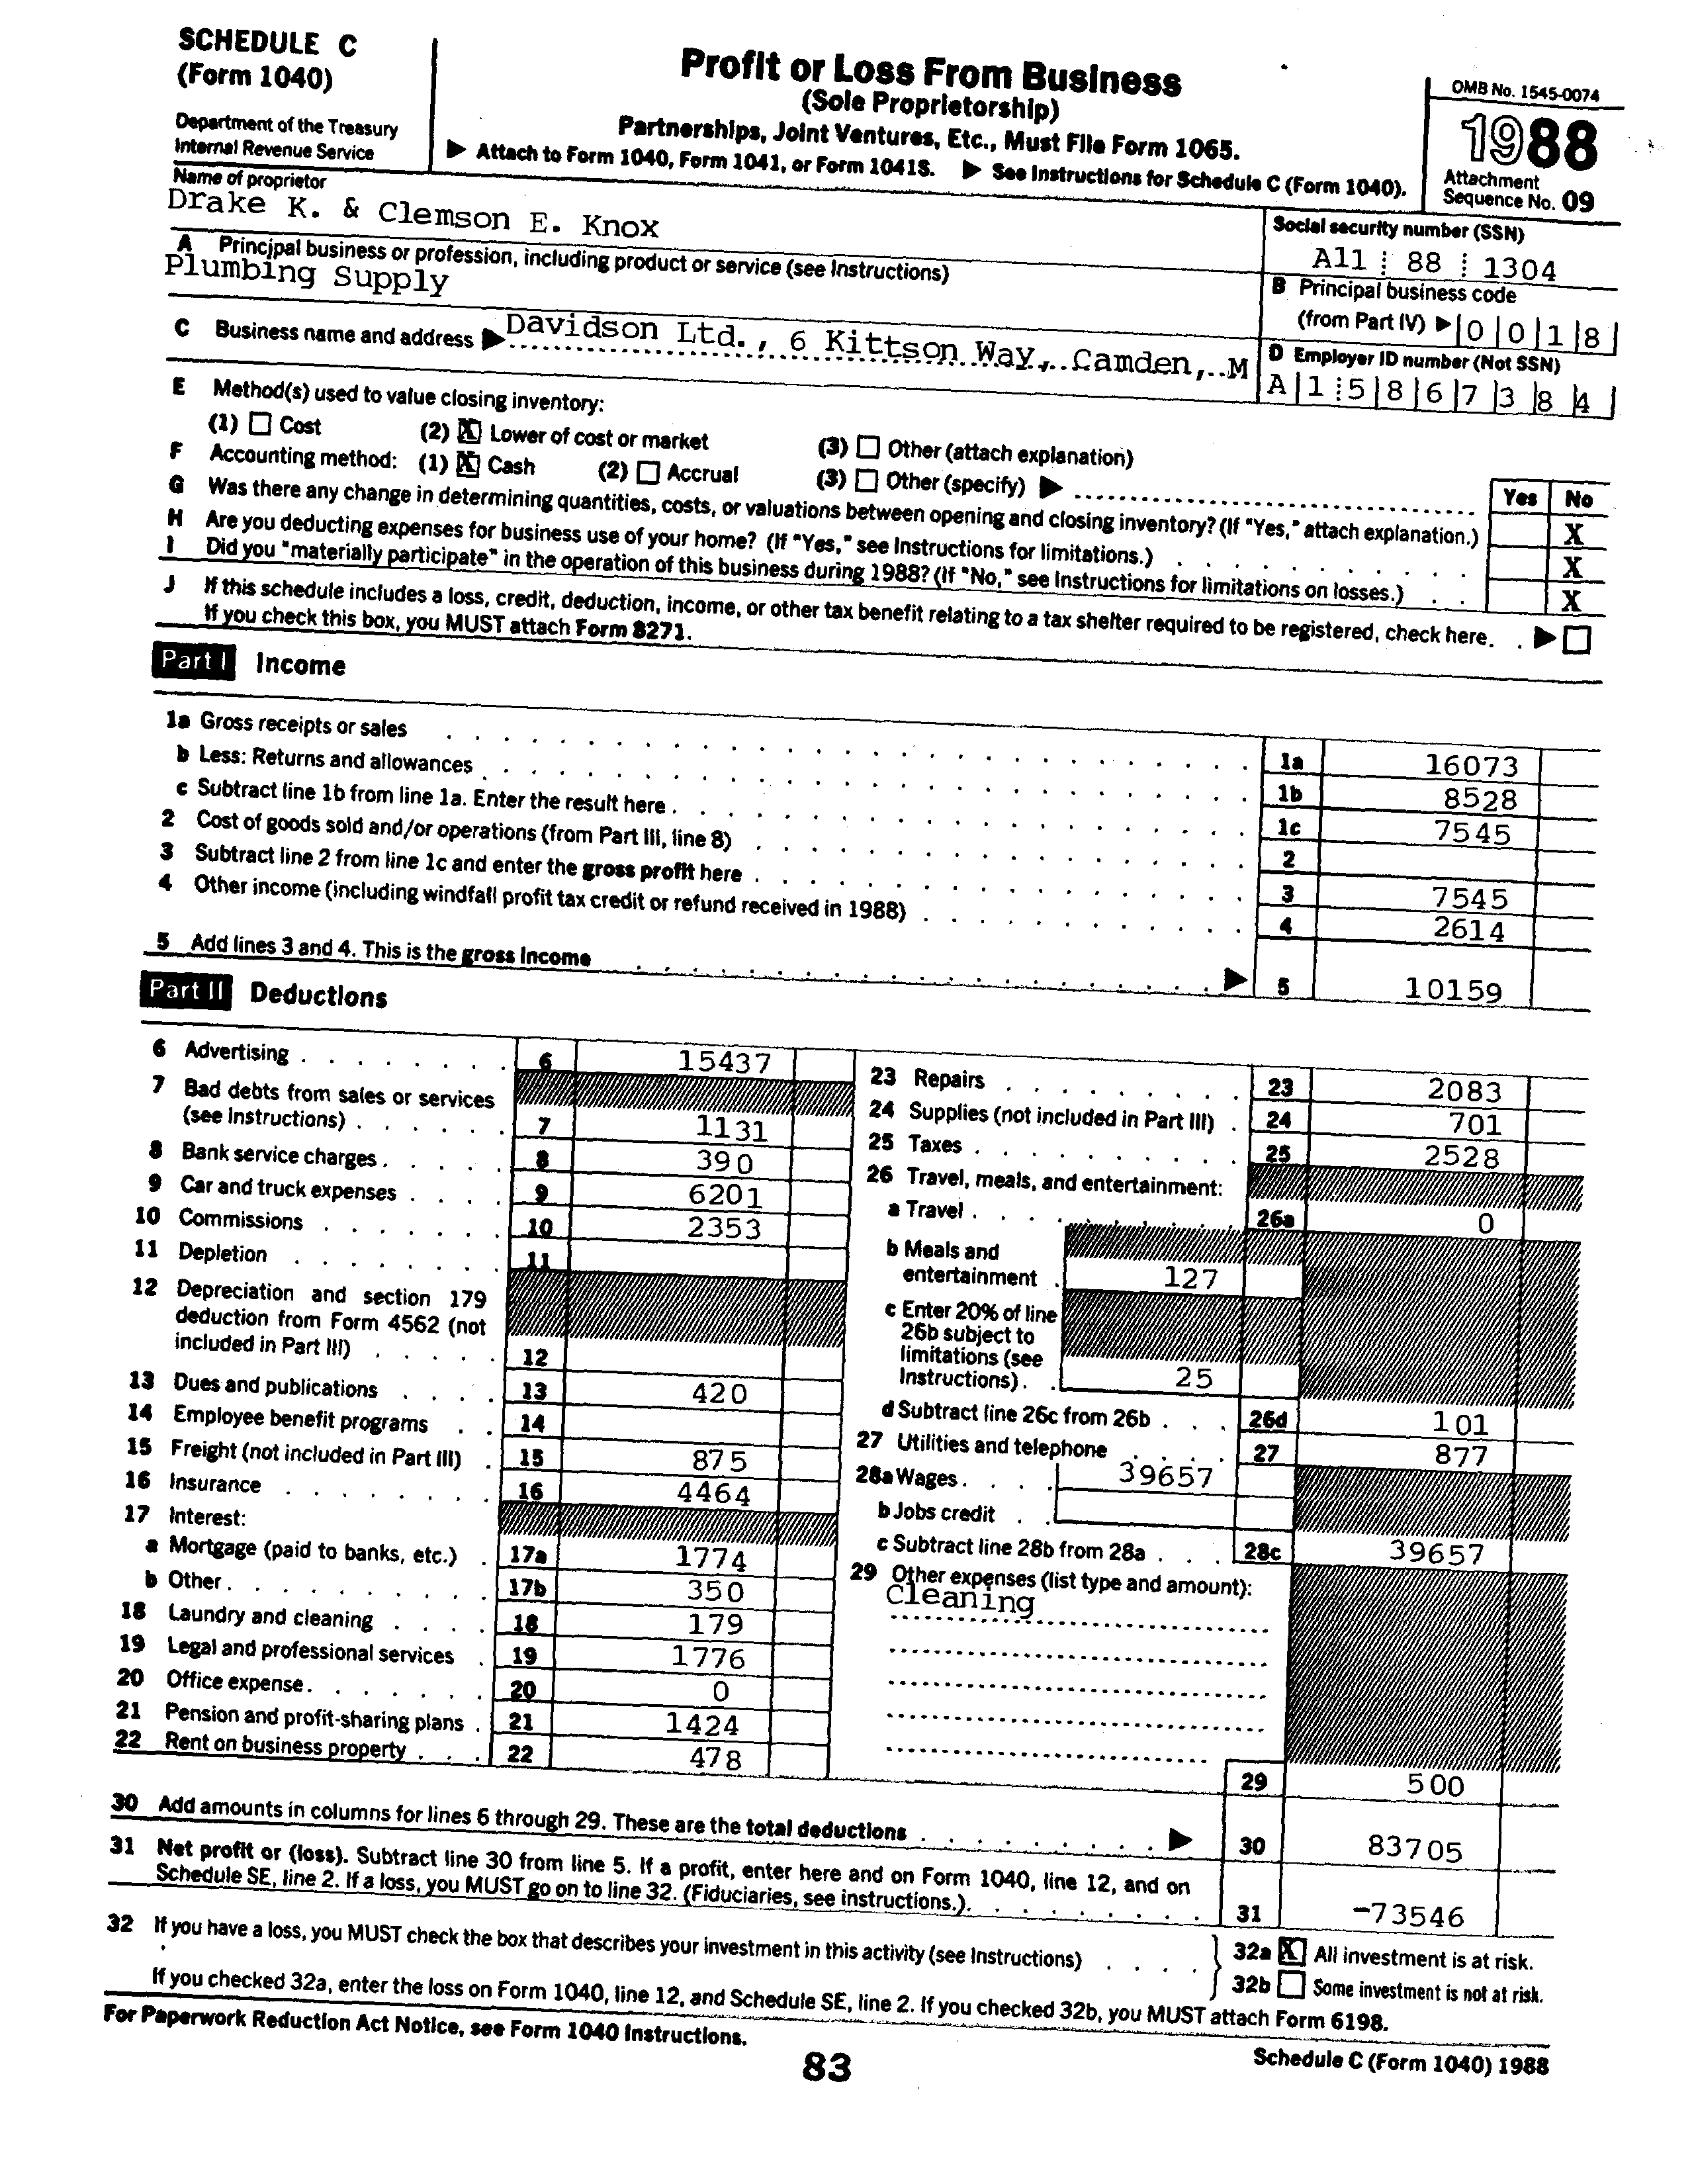 SCHEDULE C
(Form 1040)
Department of the Treasury
Internal Revenue Service
Profit or Loss From Business
(Sole Proprietorship)
Partnerships, Joint Ventures, Etc., Must File Form 1065.
▶ Attach to Form 1040, Form 1041, or Form 1041S. ▶ See Instructions for Schedule C (Form 1040).
OMB No. 1545-0074
1988
Attachment
Sequence No. 09
Name of proprietor
Drake K. & Clemson E. Knox
Social security number (SSN)
A11 88 1304
A Principal business or profession, including product or service (see Instructions)
Plumbing Supply
B Principal business code
(from Part IV) ▶ 0 0 1 8
C Business name and address ▶ Davidson Ltd., 6 Kittson Way, Camden, M
D Employer ID number (Not SSN)
A 1 5 8 6 7 3 8 4
E Method(s) used to value closing inventory:
(1) ☐ Cost (2) ☒ Lower of cost or market (3) ☐ Other (attach explanation)
F Accounting method: (1) ☒ Cash (2) ☐ Accrual (3) ☐ Other (specify) ▶
Yes No
G Was there any change in determining quantities, costs, or valuations between opening and closing inventory? (If "Yes," attach explanation.) X
H Are you deducting expenses for business use of your home? (If "Yes," see Instructions for limitations.) X
I Did you "materially participate" in the operation of this business during 1988? (If "No," see Instructions for limitations on losses.) X
J If this schedule includes a loss, credit, deduction, income, or other tax benefit relating to a tax shelter required to be registered, check here. ▶ ☐
If you check this box, you MUST attach Form 8271.
Part I Income
1a Gross receipts or sales 1a 16073
b Less: Returns and allowances 1b 8528
c Subtract line 1b from line 1a. Enter the result here 1c 7545
2 Cost of goods sold and/or operations (from Part III, line 8) 2
3 Subtract line 2 from line 1c and enter the gross profit here 3 7545
4 Other income (including windfall profit tax credit or refund received in 1988) 4 2614
5 Add lines 3 and 4. This is the gross income ▶ 5 10159
Part II Deductions
6 Advertising 6 15437
7 Bad debts from sales or services
(see Instructions) 7 1131
8 Bank service charges 8 390
9 Car and truck expenses 9 6201
10 Commissions 10 2353
11 Depletion 11
12 Depreciation and section 179
deduction from Form 4562 (not
included in Part III) 12
13 Dues and publications 13 420
14 Employee benefit programs 14
15 Freight (not included in Part III) 15 875
16 Insurance 16 4464
17 Interest:
a Mortgage (paid to banks, etc.) 17a 1774
b Other 17b 350
18 Laundry and cleaning 18 179
19 Legal and professional services 19 1776
20 Office expense 20 0
21 Pension and profit-sharing plans 21 1424
22 Rent on business property 22 478
23 Repairs 23 2083
24 Supplies (not included in Part III) 24 701
25 Taxes 25 2528
26 Travel, meals, and entertainment:
a Travel 26a 0
b Meals and
entertainment 127
c Enter 20% of line
26b subject to
limitations (see
Instructions) 25
d Subtract line 26c from 26b 26d 101
27 Utilities and telephone 27 877
28a Wages 39657
b Jobs credit
c Subtract line 28b from 28a 28c 39657
29 Other expenses (list type and amount):
Cleaning
29 500
30 Add amounts in columns for lines 6 through 29. These are the total deductions ▶ 30 83705
31 Net profit or (loss). Subtract line 30 from line 5. If a profit, enter here and on Form 1040, line 12, and on
Schedule SE, line 2. If a loss, you MUST go on to line 32. (Fiduciaries, see instructions.) 31 -73546
32 If you have a loss, you MUST check the box that describes your investment in this activity (see Instructions)
32a ☒ All investment is at risk.
32b ☐ Some investment is not at risk.
If you checked 32a, enter the loss on Form 1040, line 12, and Schedule SE, line 2. If you checked 32b, you MUST attach Form 6198.
For Paperwork Reduction Act Notice, see Form 1040 Instructions.
Schedule C (Form 1040) 1988
83